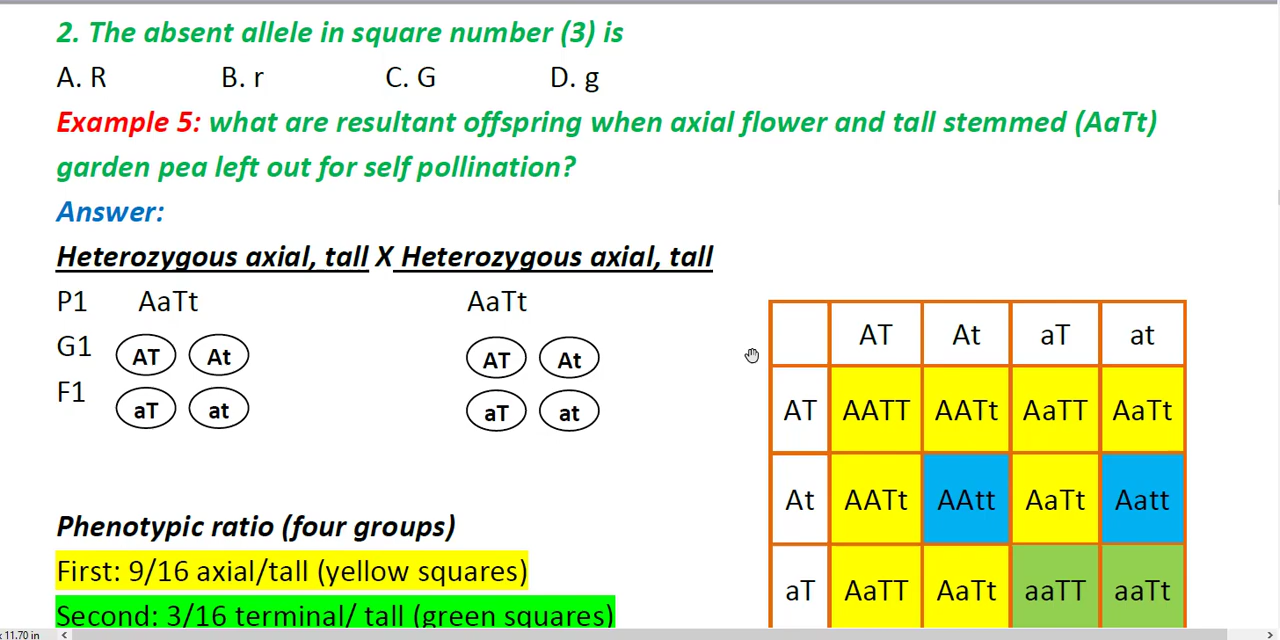 2. The absent allele in square number (3) is
A. R B. r C. G D. g
Example 5: what are resultant offspring when axial flower and tall stemmed (AaTt)
garden pea left out for self pollination?
Answer:
Heterozygous axial, tall X Heterozygous axial, tall
P1 AaTt AaTt
G1 AT At AT At
F1 aT at aT at
Phenotypic ratio (four groups)
First: 9/16 axial/tall (yellow squares)
Second: 3/16 terminal/ tall (green squares)
AT At aT at
AT AATT AATt AaTT AaTt
At AATt AAtt AaTt Aatt
aT AaTT AaTt aaTT aaTt
x 11.70 in